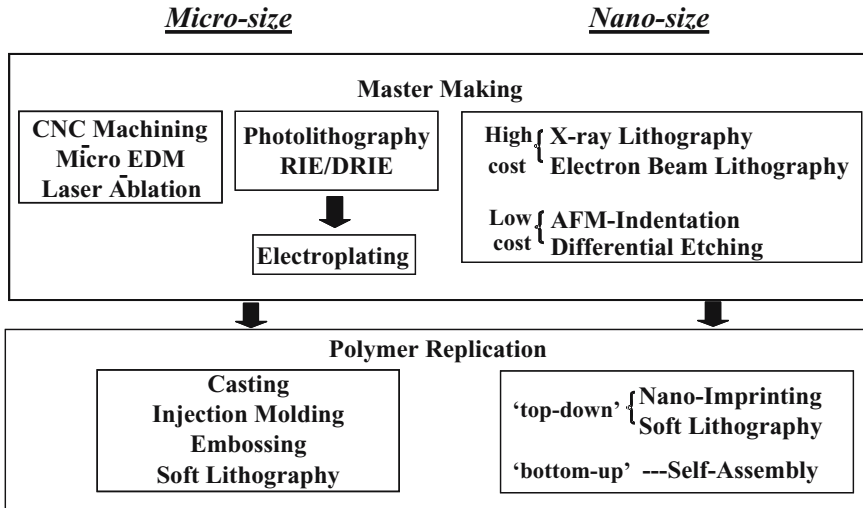 Micro-size
Nano-size
Master Making
CNC Machining
Micro EDM
Laser Ablation
Photolithography
RIE/DRIE
Electroplating
High cost { X-ray Lithography
Electron Beam Lithography
Low cost { AFM-Indentation
Differential Etching
Polymer Replication
Casting
Injection Molding
Embossing
Soft Lithography
‘top-down’ { Nano-Imprinting
Soft Lithography
‘bottom-up’ ---Self-Assembly